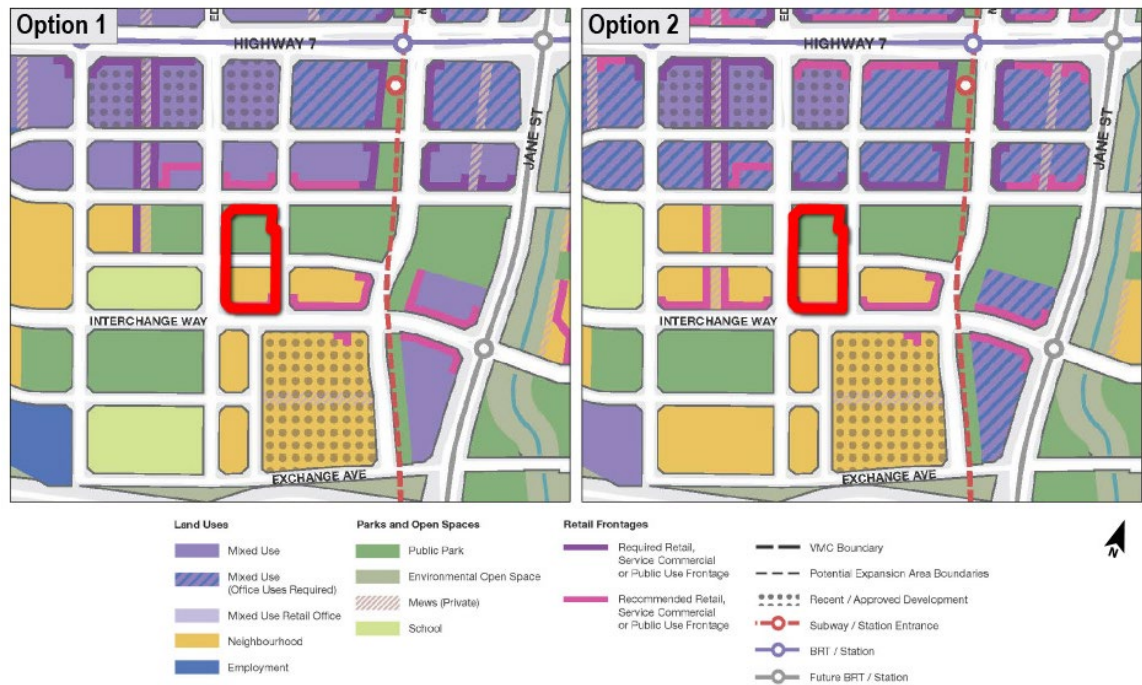 Option 1
ED
N
HIGHWAY 7
JANE ST
INTERCHANGE WAY
EXCHANGE AVE
Option 2
ED
N
HIGHWAY 7
JANE ST
INTERCHANGE WAY
EXCHANGE AVE
Land Uses
Mixed Use
Mixed Use
(Office Uses Required)
Mixed Use Retail Office
Neighbourhood
Employment
Parks and Open Spaces
Public Park
Environmental Open Space
Mews (Private)
School
Retail Frontages
Required Retail,
Service Commercial
or Public Use Frontage
Recommended Retail,
Service Commercial
or Public Use Frontage
VMC Boundary
Potential Expansion Area Boundaries
Recent / Approved Development
Subway / Station Entrance
BRT / Station
Future BRT / Station
N